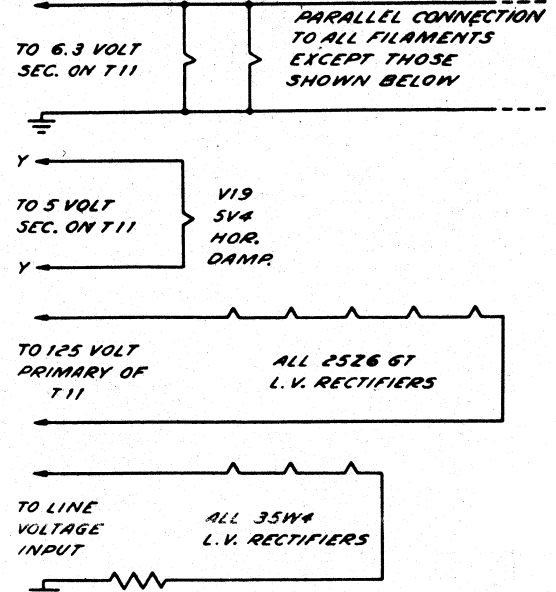 PARALLEL CONNECTION
TO ALL FILAMENTS
EXCEPT THOSE
SHOWN BELOW
TO 6.3 VOLT
SEC. ON T11
Y
TO 5 VOLT
SEC. ON T11
Y
V19
5V4
HOR.
DAMP.
TO 125 VOLT
PRIMARY OF
T11
ALL 25Z6 GT
L.V. RECTIFIERS
TO LINE
VOLTAGE
INPUT
ALL 35W4
L.V. RECTIFIERS